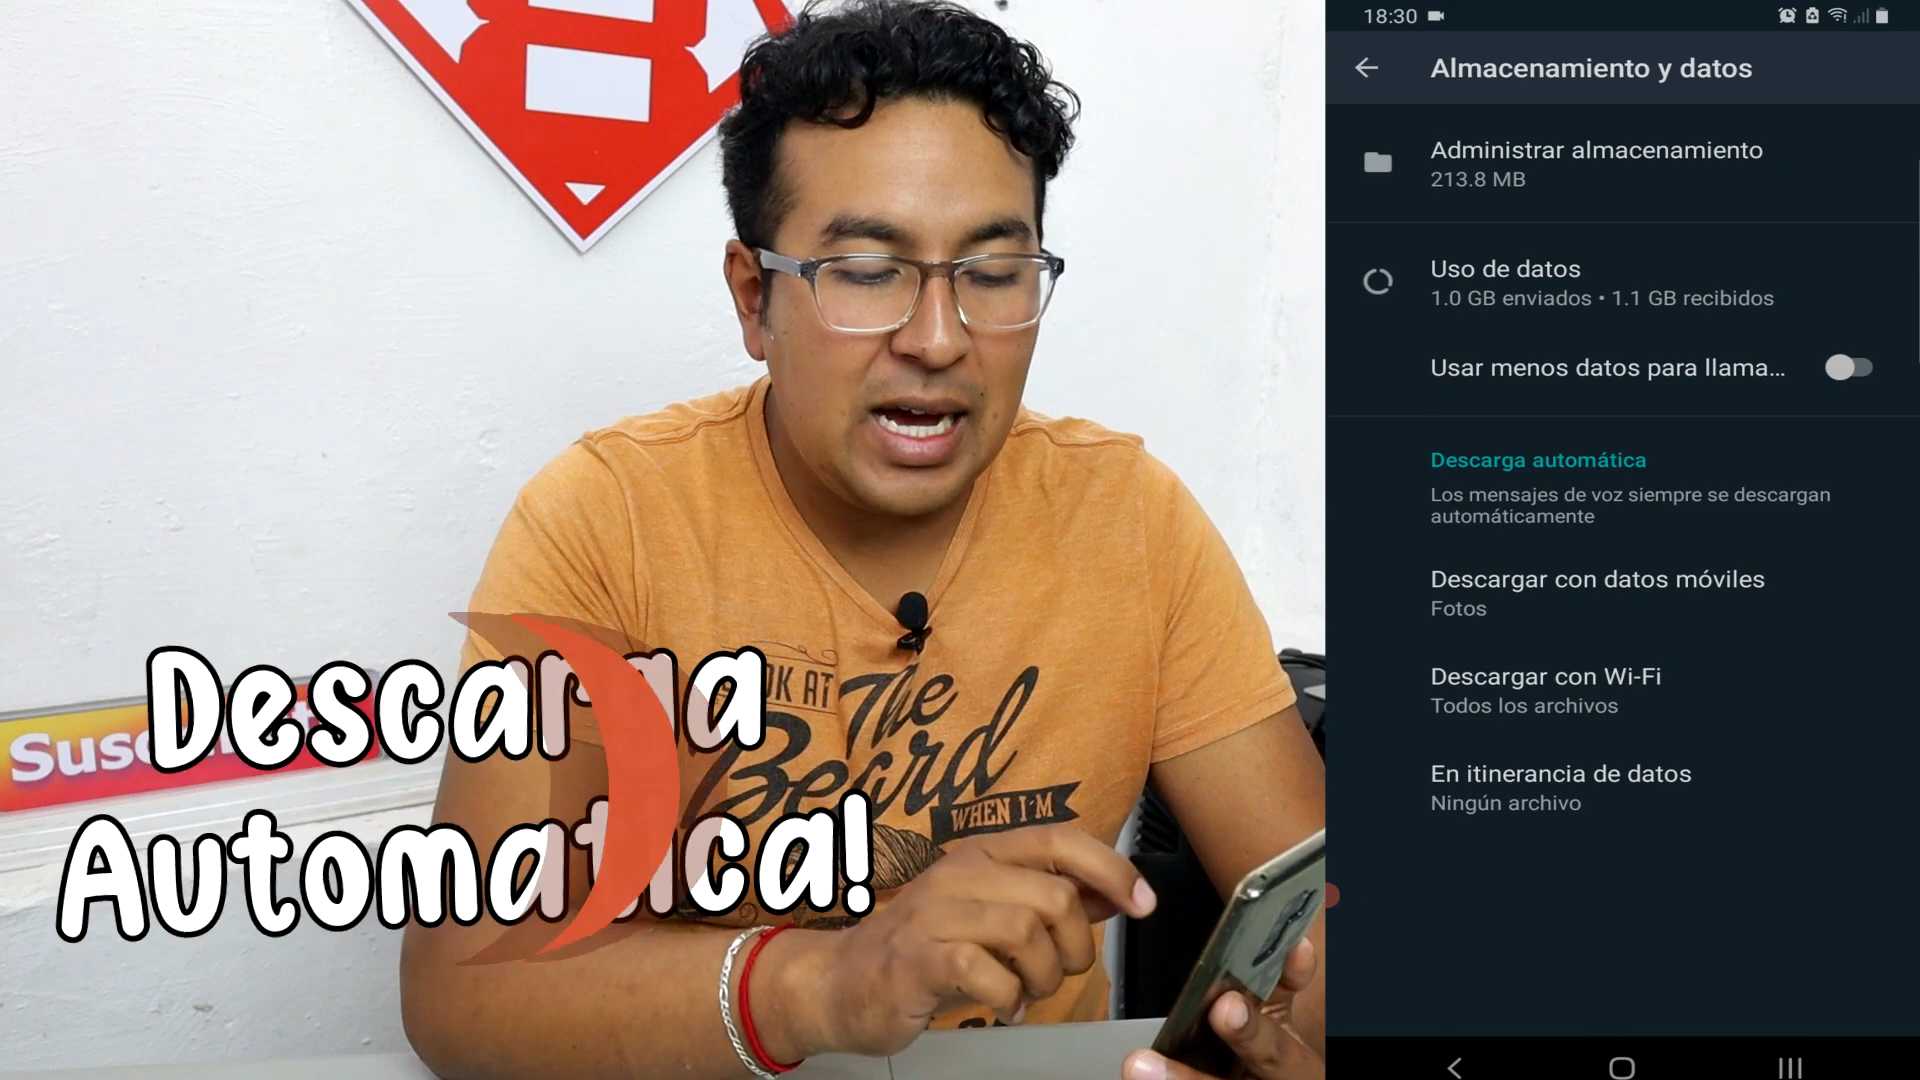 18:30
Almacenamiento y datos
Administrar almacenamiento
213.8 MB
Uso de datos
1.0 GB enviados • 1.1 GB recibidos
Usar menos datos para llama...
Descarga automática
Los mensajes de voz siempre se descargan
automáticamente
Descargar con datos móviles
Fotos
Descargar con Wi-Fi
Todos los archivos
En itinerancia de datos
Ningún archivo
Descarga
Automatica!
AT
The
Beard
WHEN I'M